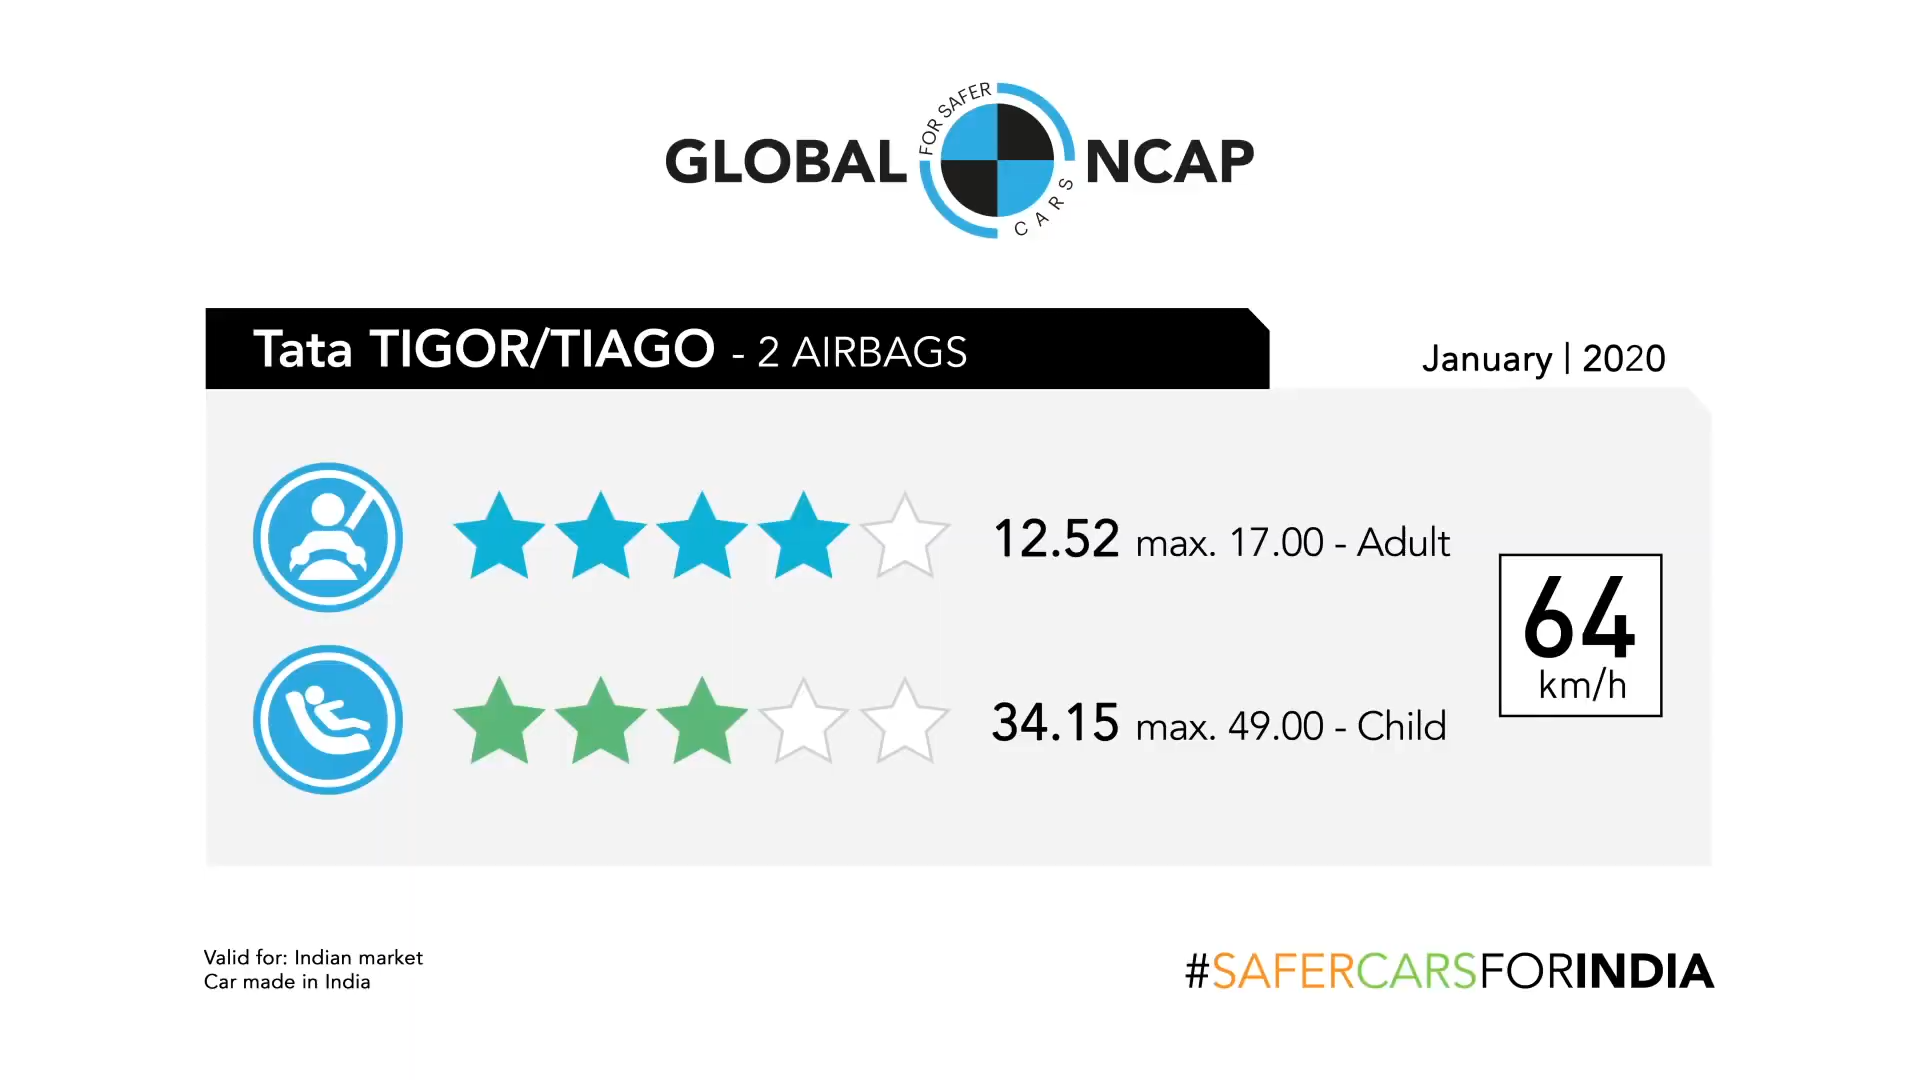 GLOBAL FOR SAFER CARS NCAP
Tata TIGOR/TIAGO - 2 AIRBAGS
January | 2020
12.52 max. 17.00 - Adult
34.15 max. 49.00 - Child
64
km/h
Valid for: Indian market
Car made in India
#SAFERCARSFORINDIA